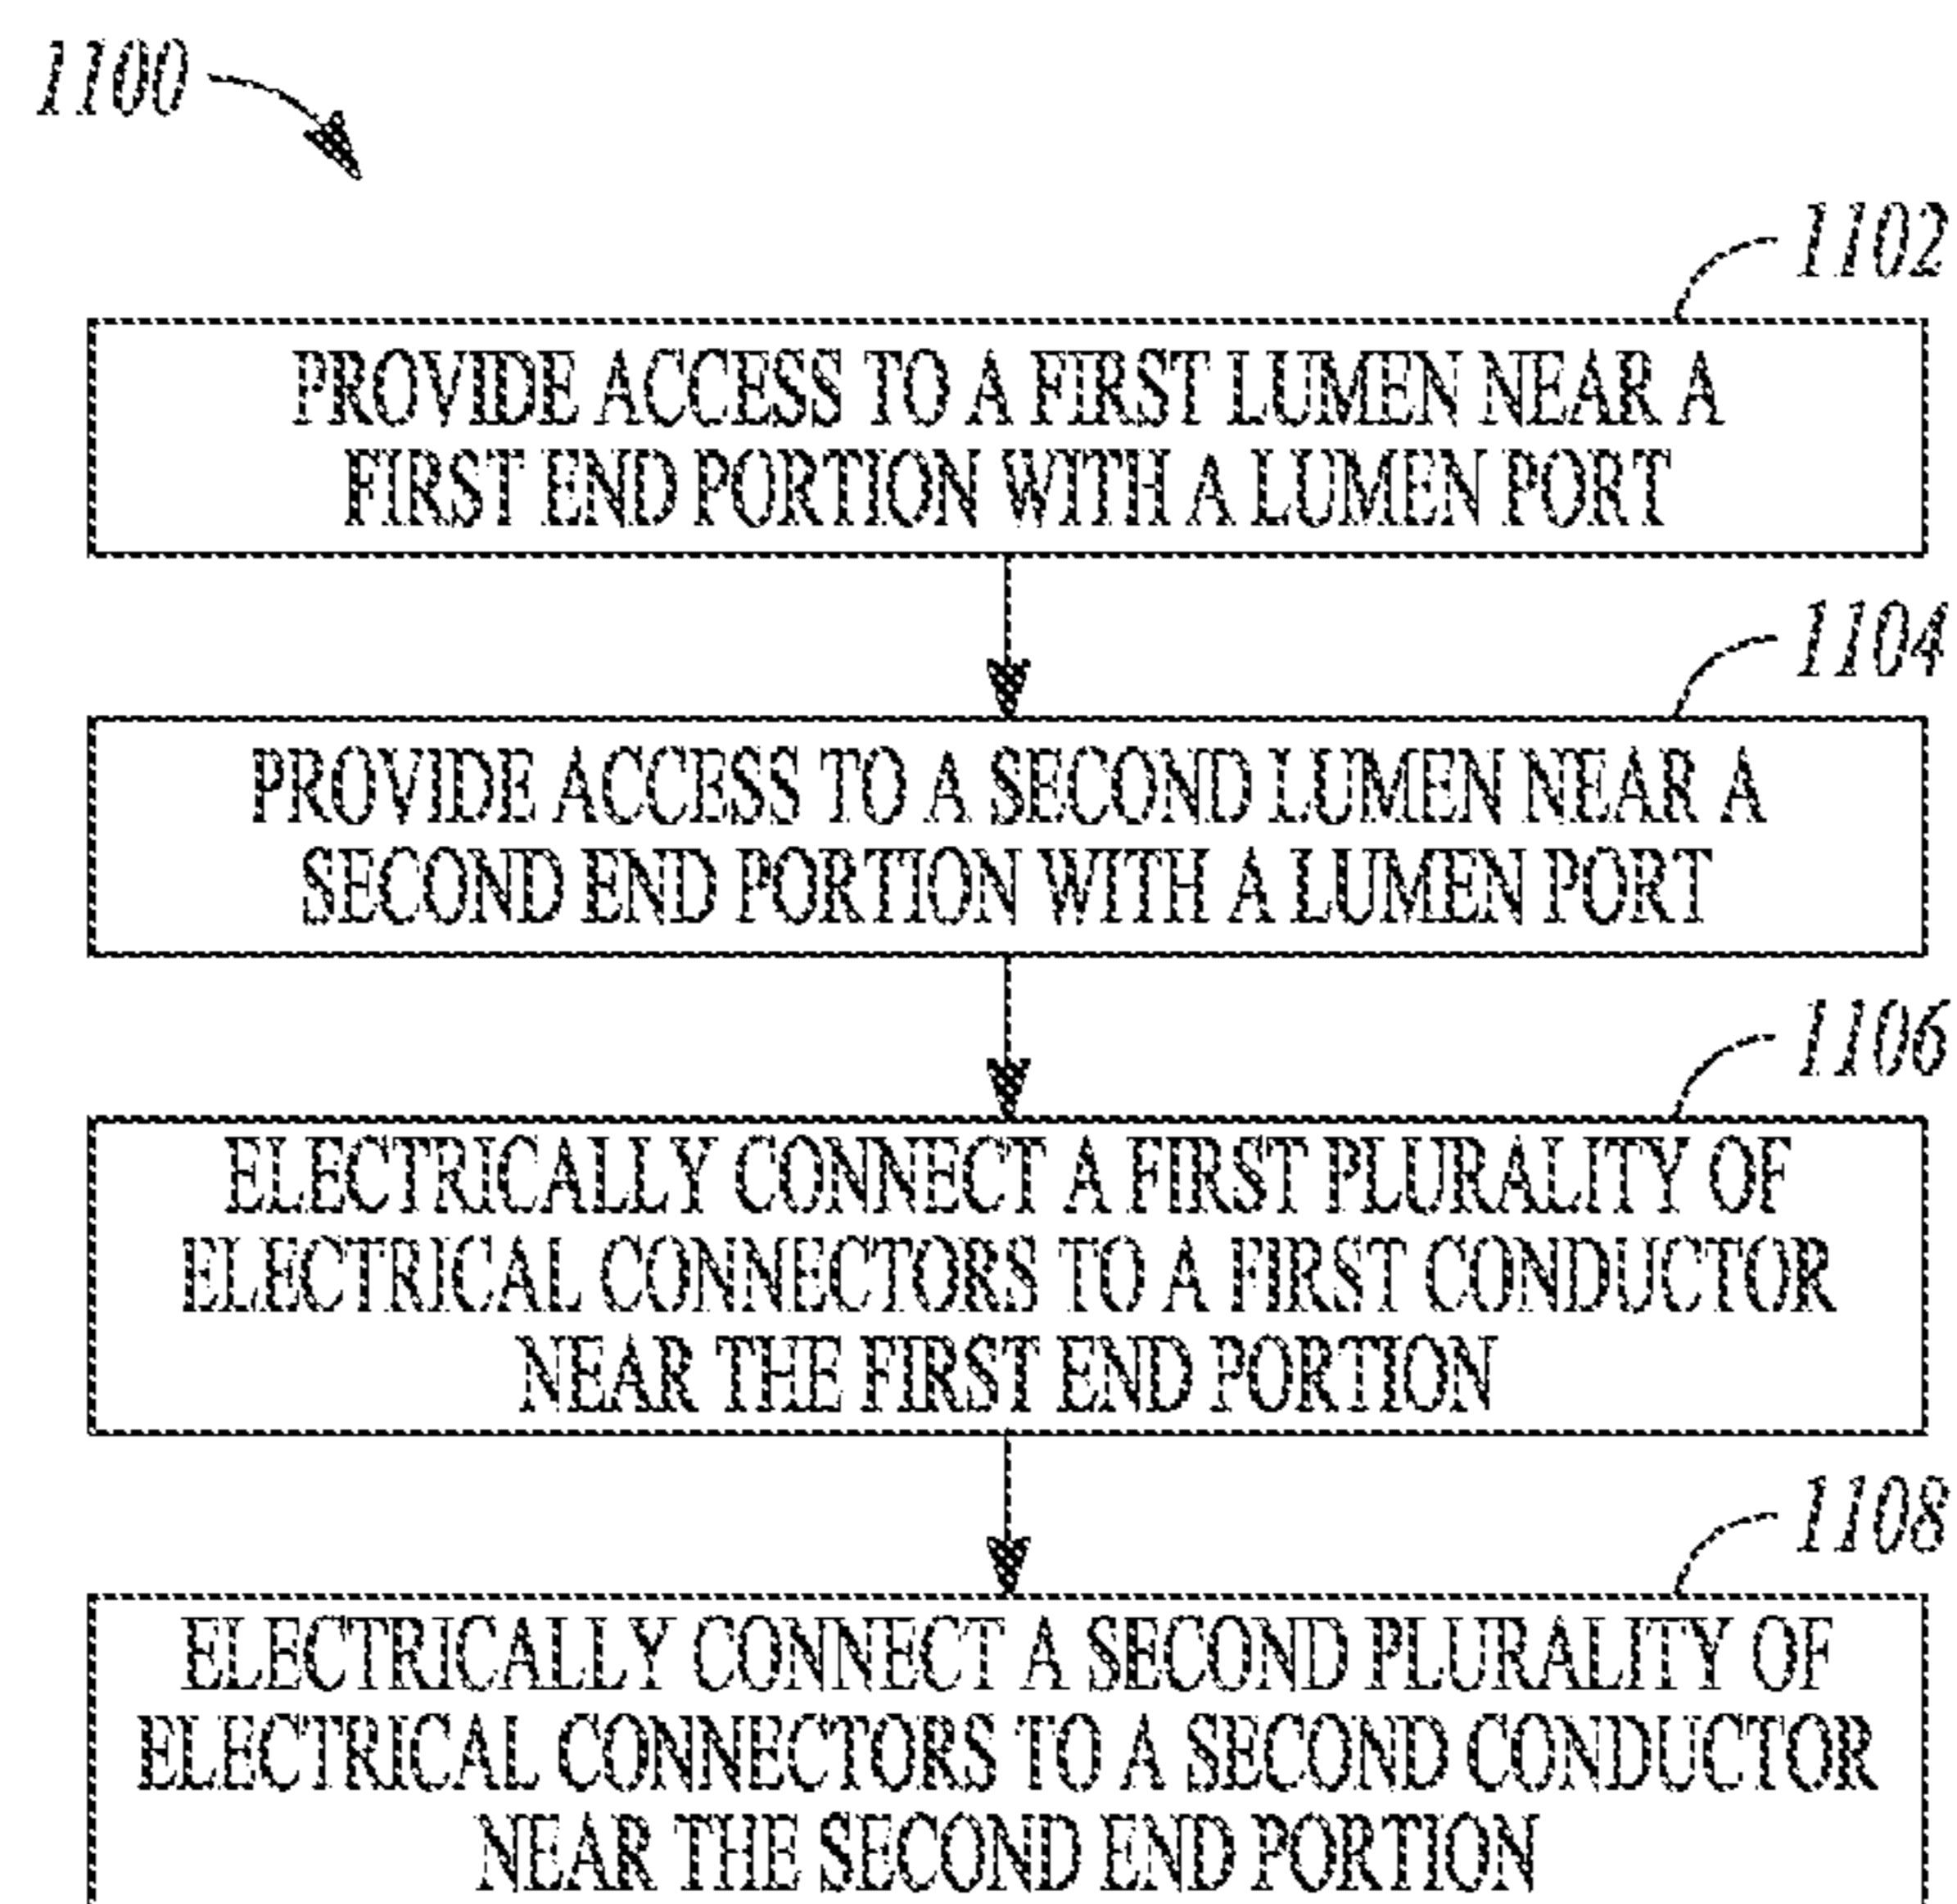 1100
1102
PROVIDE ACCESS TO A FIRST LUMEN NEAR A
FIRST END PORTION WITH A LUMEN PORT
1104
PROVIDE ACCESS TO A SECOND LUMEN NEAR A
SECOND END PORTION WITH A LUMEN PORT
1106
ELECTRICALLY CONNECT A FIRST PLURALITY OF
ELECTRICAL CONNECTORS TO A FIRST CONDUCTOR
NEAR THE FIRST END PORTION
1108
ELECTRICALLY CONNECT A SECOND PLURALITY OF
ELECTRICAL CONNECTORS TO A SECOND CONDUCTOR
NEAR THE SECOND END PORTION